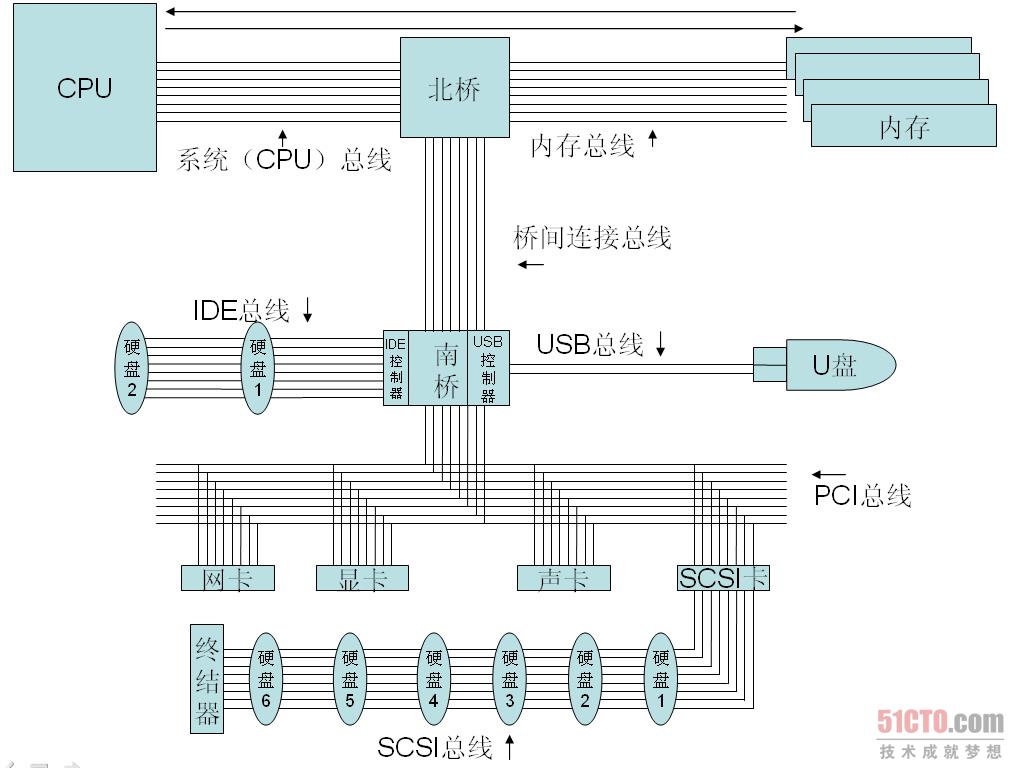 CPU
北桥
内存
系统（CPU）总线
内存总线
桥间连接总线
IDE总线
USB总线
硬盘2
硬盘1
IDE控制器
南桥
USB控制器
U盘
PCI总线
网卡
显卡
声卡
SCSI卡
终结器
硬盘6
硬盘5
硬盘4
硬盘3
硬盘2
硬盘1
SCSI总线
51CTO.com
技术成就梦想